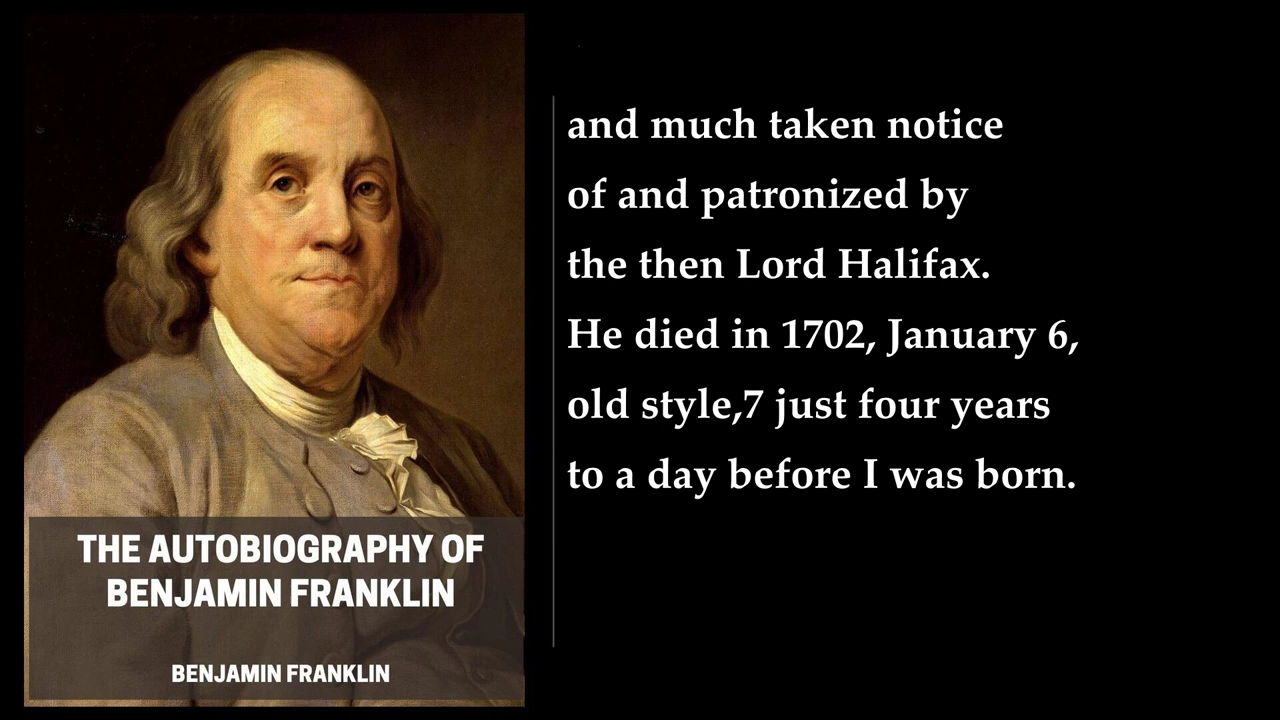 and much taken notice
of and patronized by
the then Lord Halifax.
He died in 1702, January 6,
old style,7 just four years
to a day before I was born.
THE AUTOBIOGRAPHY OF
BENJAMIN FRANKLIN
BENJAMIN FRANKLIN